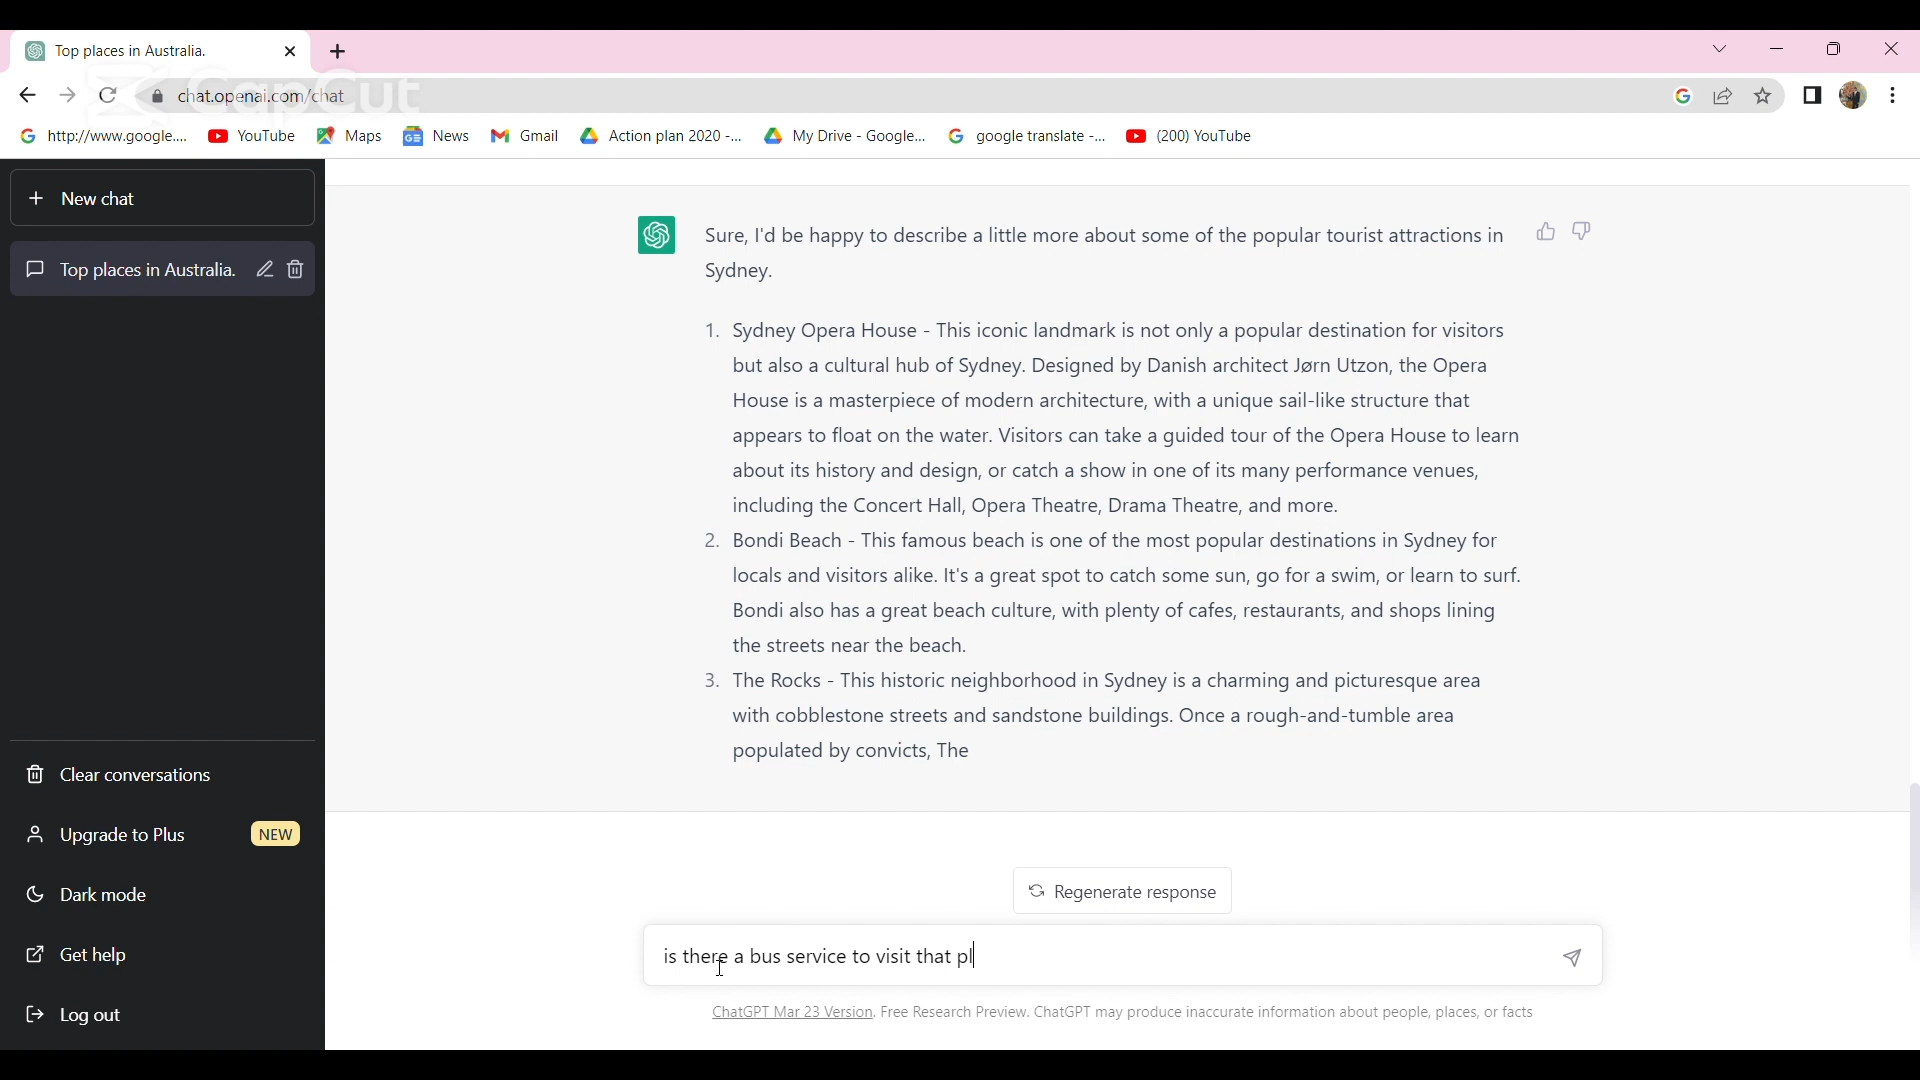 Top places in Australia.
CapCut
chat.openai.com/chat
http://www.google.... YouTube Maps News Gmail Action plan 2020 -... My Drive - Google... google translate -... (200) YouTube
New chat
Top places in Australia.
Sure, I'd be happy to describe a little more about some of the popular tourist attractions in
Sydney.
1. Sydney Opera House - This iconic landmark is not only a popular destination for visitors
but also a cultural hub of Sydney. Designed by Danish architect Jørn Utzon, the Opera
House is a masterpiece of modern architecture, with a unique sail-like structure that
appears to float on the water. Visitors can take a guided tour of the Opera House to learn
about its history and design, or catch a show in one of its many performance venues,
including the Concert Hall, Opera Theatre, Drama Theatre, and more.
2. Bondi Beach - This famous beach is one of the most popular destinations in Sydney for
locals and visitors alike. It's a great spot to catch some sun, go for a swim, or learn to surf.
Bondi also has a great beach culture, with plenty of cafes, restaurants, and shops lining
the streets near the beach.
3. The Rocks - This historic neighborhood in Sydney is a charming and picturesque area
with cobblestone streets and sandstone buildings. Once a rough-and-tumble area
populated by convicts, The
Clear conversations
Upgrade to Plus NEW
Dark mode
Get help
Log out
Regenerate response
is there a bus service to visit that pl
ChatGPT Mar 23 Version. Free Research Preview. ChatGPT may produce inaccurate information about people, places, or facts